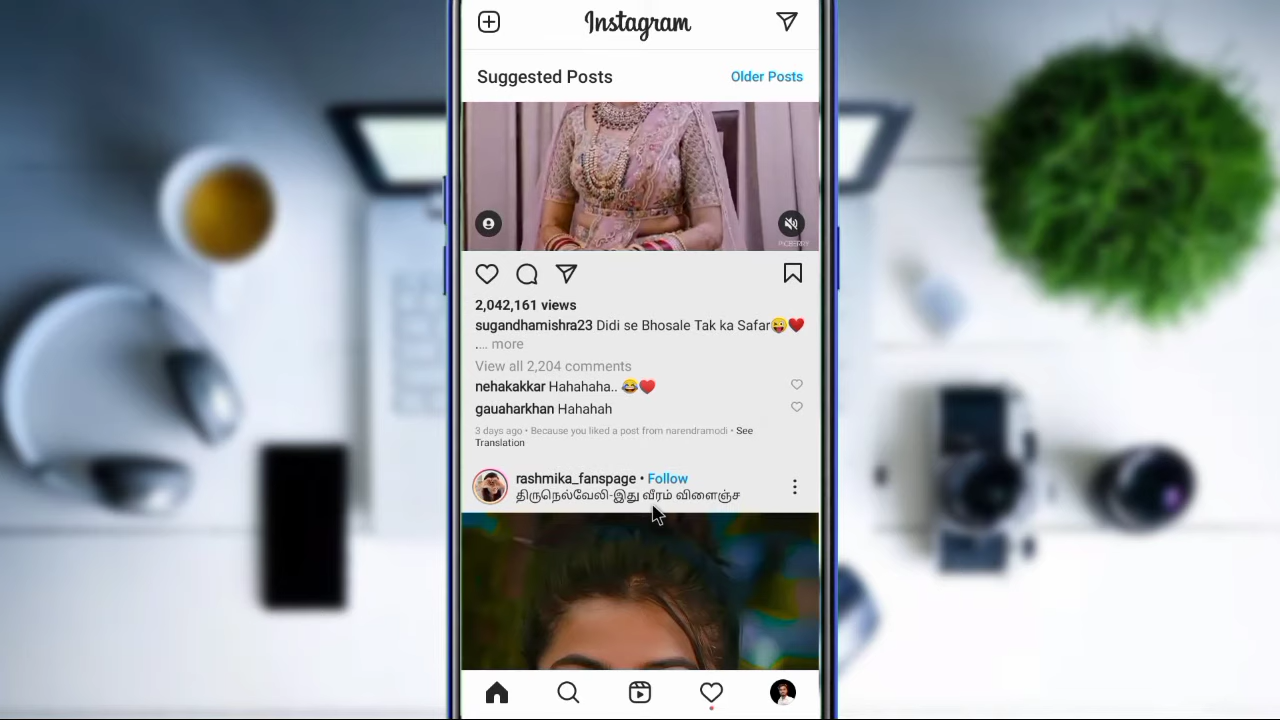 Instagram
Suggested Posts Older Posts
PICBERRY
2,042,161 views
sugandhamishra23 Didi se Bhosale Tak ka Safar😜❤️
.... more
View all 2,204 comments
nehakakkar Hahahaha.. 😂❤️
gauaharkhan Hahahah
3 days ago • Because you liked a post from narendramodi • See
Translation
rashmika_fanspage • Follow
திருநெல்வேலி-இது வீரம் விளைஞ்ச